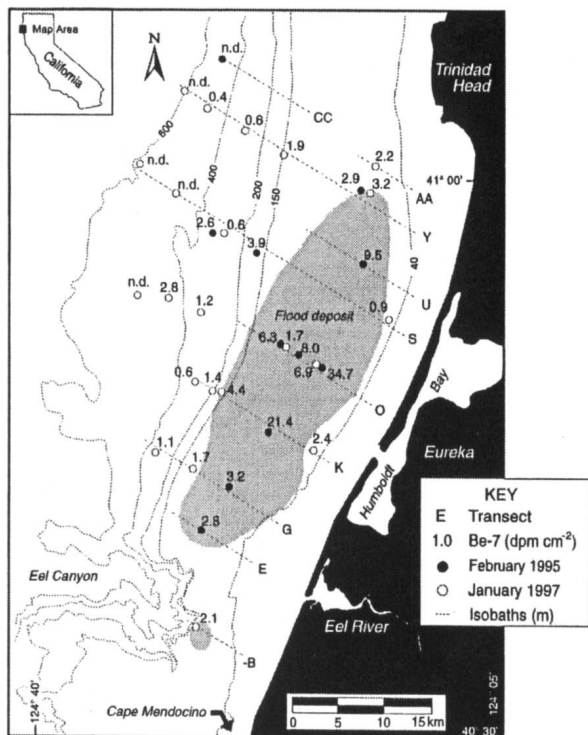 Map Area
California
N
n.d.
Trinidad
Head
n.d.
0.4
CC
600
0.6
1.9
400
2.2
n.d.
2.9
3.2
41° 00'
AA
n.d.
200
150
Y
2.6
0.6
3.9
9.5
40
U
n.d.
2.8
1.2
0.9
S
Flood deposit
6.3
1.7
8.0
6.9
34.7
0.6
1.4
4.4
O
Bay
21.4
2.4
K
Eureka
1.1
1.7
3.2
G
Humboldt
2.8
E
Eel Canyon
KEY
E Transect
1.0 Be-7 (dpm cm-2)
February 1995
January 1997
Isobaths (m)
2.1
Eel River
-B
124° 40'
Cape Mendocino
0 5 10 15km
124° 05'
40° 30'